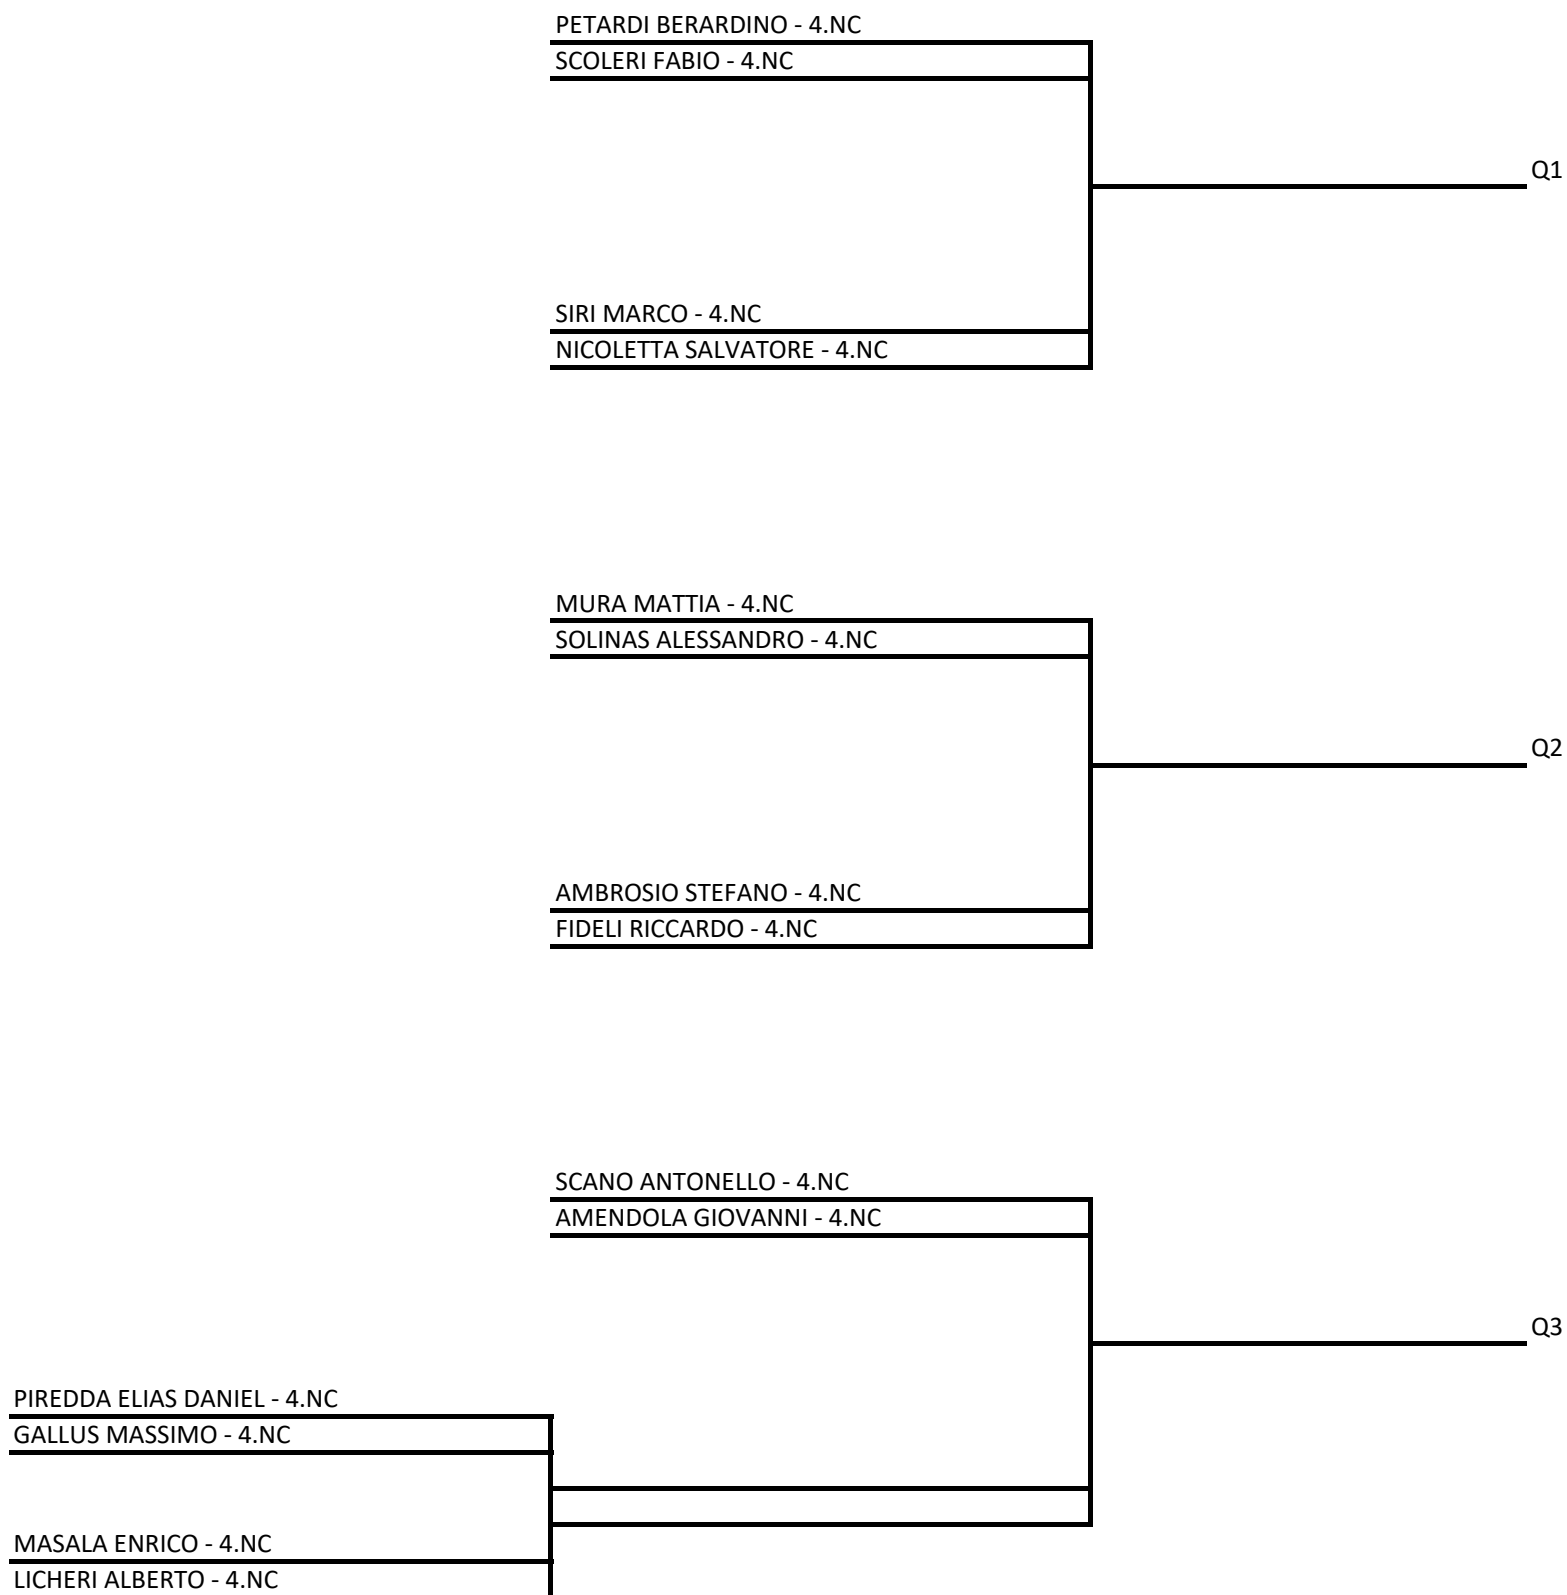 PETARDI BERARDINO - 4.NC
SCOLERI FABIO - 4.NC
Q1
SIRI MARCO - 4.NC
NICOLETTA SALVATORE - 4.NC
MURA MATTIA - 4.NC
SOLINAS ALESSANDRO - 4.NC
Q2
AMBROSIO STEFANO - 4.NC
FIDELI RICCARDO - 4.NC
SCANO ANTONELLO - 4.NC
AMENDOLA GIOVANNI - 4.NC
Q3
PIREDDA ELIAS DANIEL - 4.NC
GALLUS MASSIMO - 4.NC
MASALA ENRICO - 4.NC
LICHERI ALBERTO - 4.NC